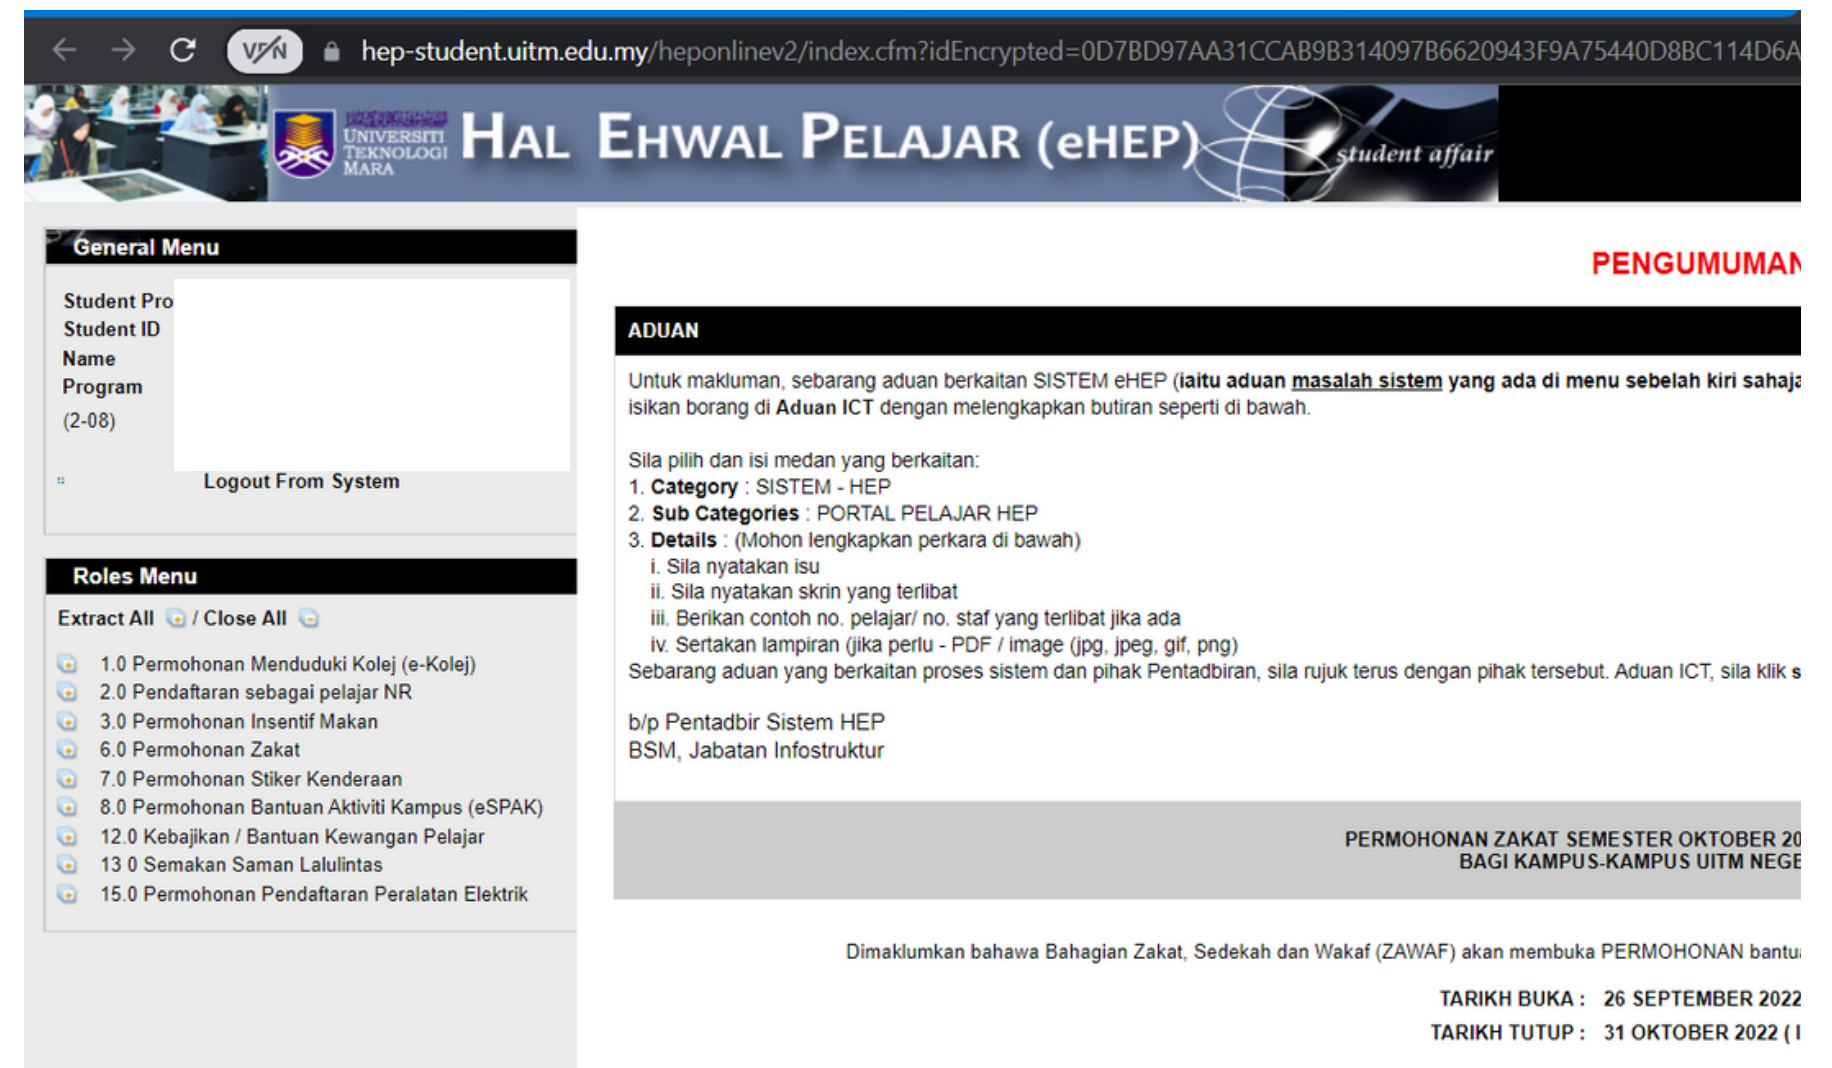 VPN
hep-student.uitm.edu.my/heponlinev2/index.cfm?idEncrypted=0D7BD97AA31CCAB9B314097B6620943F9A75440D8BC114D6A
UNIVERSITI
TEKNOLOGI
MARA
HAL EHWAL PELAJAR (eHEP)
student affair
General Menu
Student Pro
Student ID
Name
Program
(2-08)
Logout From System
Roles Menu
Extract All / Close All
1.0 Permohonan Menduduki Kolej (e-Kolej)
2.0 Pendaftaran sebagai pelajar NR
3.0 Permohonan Insentif Makan
6.0 Permohonan Zakat
7.0 Permohonan Stiker Kenderaan
8.0 Permohonan Bantuan Aktiviti Kampus (eSPAK)
12.0 Kebajikan / Bantuan Kewangan Pelajar
13 0 Semakan Saman Lalulintas
15.0 Permohonan Pendaftaran Peralatan Elektrik
PENGUMUMAN
ADUAN
Untuk makluman, sebarang aduan berkaitan SISTEM eHEP (iaitu aduan masalah sistem yang ada di menu sebelah kiri sahaja
isikan borang di Aduan ICT dengan melengkapkan butiran seperti di bawah.
Sila pilih dan isi medan yang berkaitan:
1. Category : SISTEM - HEP
2. Sub Categories : PORTAL PELAJAR HEP
3. Details : (Mohon lengkapkan perkara di bawah)
i. Sila nyatakan isu
ii. Sila nyatakan skrin yang terlibat
iii. Berikan contoh no. pelajar/ no. staf yang terlibat jika ada
iv. Sertakan lampiran (jika perlu - PDF / image (jpg, jpeg, gif, png)
Sebarang aduan yang berkaitan proses sistem dan pihak Pentadbiran, sila rujuk terus dengan pihak tersebut. Aduan ICT, sila klik s
b/p Pentadbir Sistem HEP
BSM, Jabatan Infostruktur
PERMOHONAN ZAKAT SEMESTER OKTOBER 20
BAGI KAMPUS-KAMPUS UITM NEGE
Dimaklumkan bahawa Bahagian Zakat, Sedekah dan Wakaf (ZAWAF) akan membuka PERMOHONAN bantu
TARIKH BUKA : 26 SEPTEMBER 2022
TARIKH TUTUP : 31 OKTOBER 2022 ( I